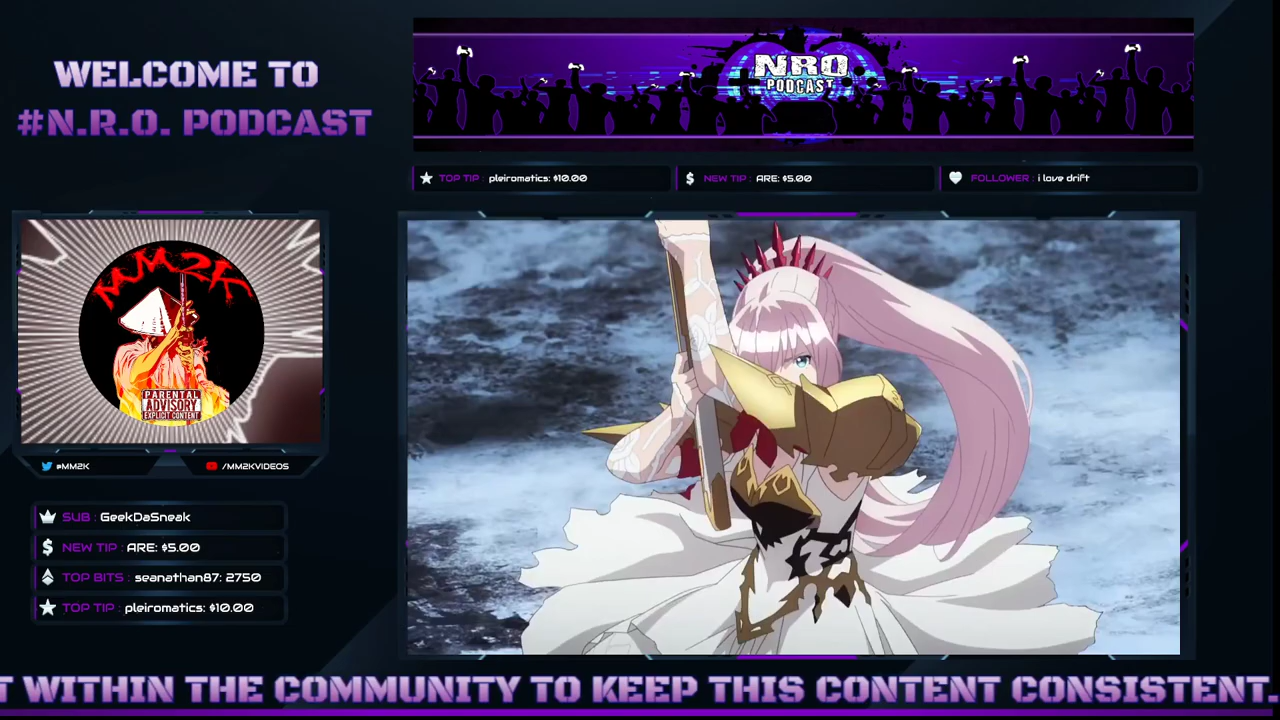 WELCOME TO
#N.R.O. PODCAST
NRO
PODCAST
TOP TIP : pleiromatics: $10.00
NEW TIP : ARE: $5.00
FOLLOWER : i love drift
MM2K
PARENTAL
ADVISORY
EXPLICIT CONTENT
@MM2K
/MM2KVIDEOS
SUB : GeekDaSneak
NEW TIP : ARE: $5.00
TOP BITS : seanathan87: 2750
TOP TIP : pleiromatics: $10.00
T WITHIN THE COMMUNITY TO KEEP THIS CONTENT CONSISTENT.